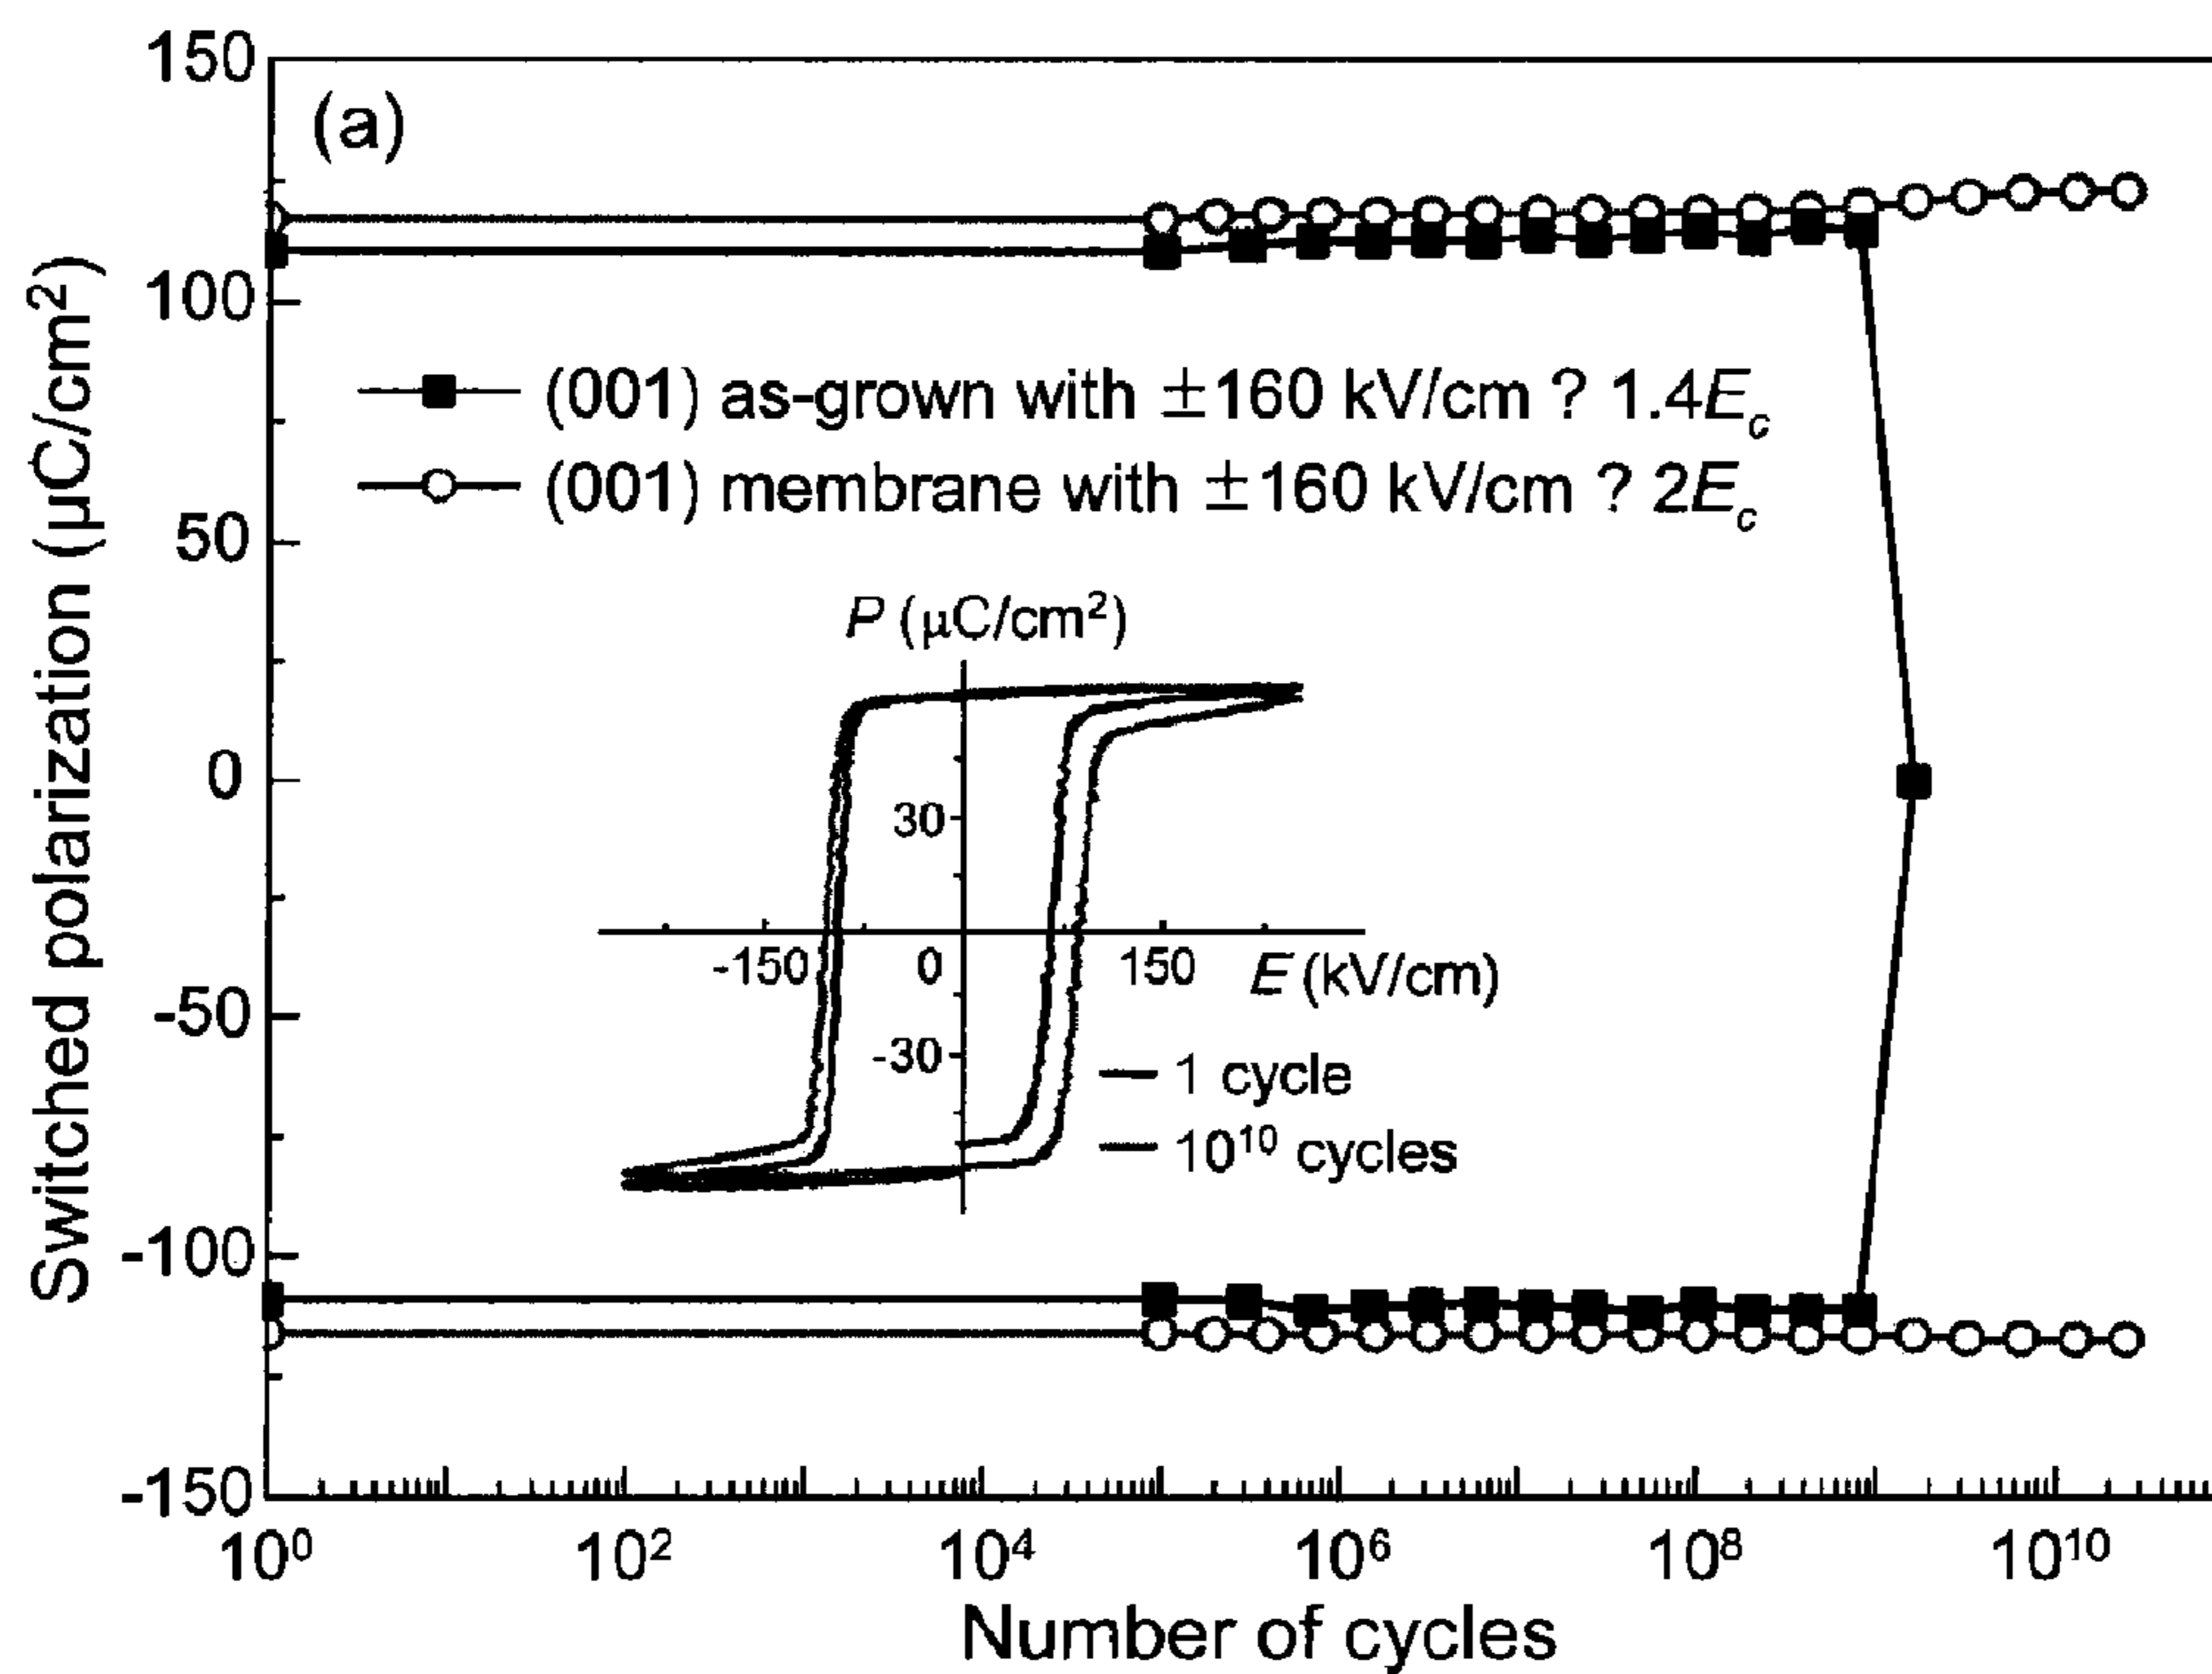 150
(a)
100
(001) as-grown with ±160 kV/cm ? 1.4E_c
(001) membrane with ±160 kV/cm ? 2E_c
50
P (μC/cm²)
0
30
-150 0 150 E (kV/cm)
-50
-30
1 cycle
10¹⁰ cycles
-100
-150
10⁰ 10² 10⁴ 10⁶ 10⁸ 10¹⁰
Number of cycles
Switched polarization (μC/cm²)